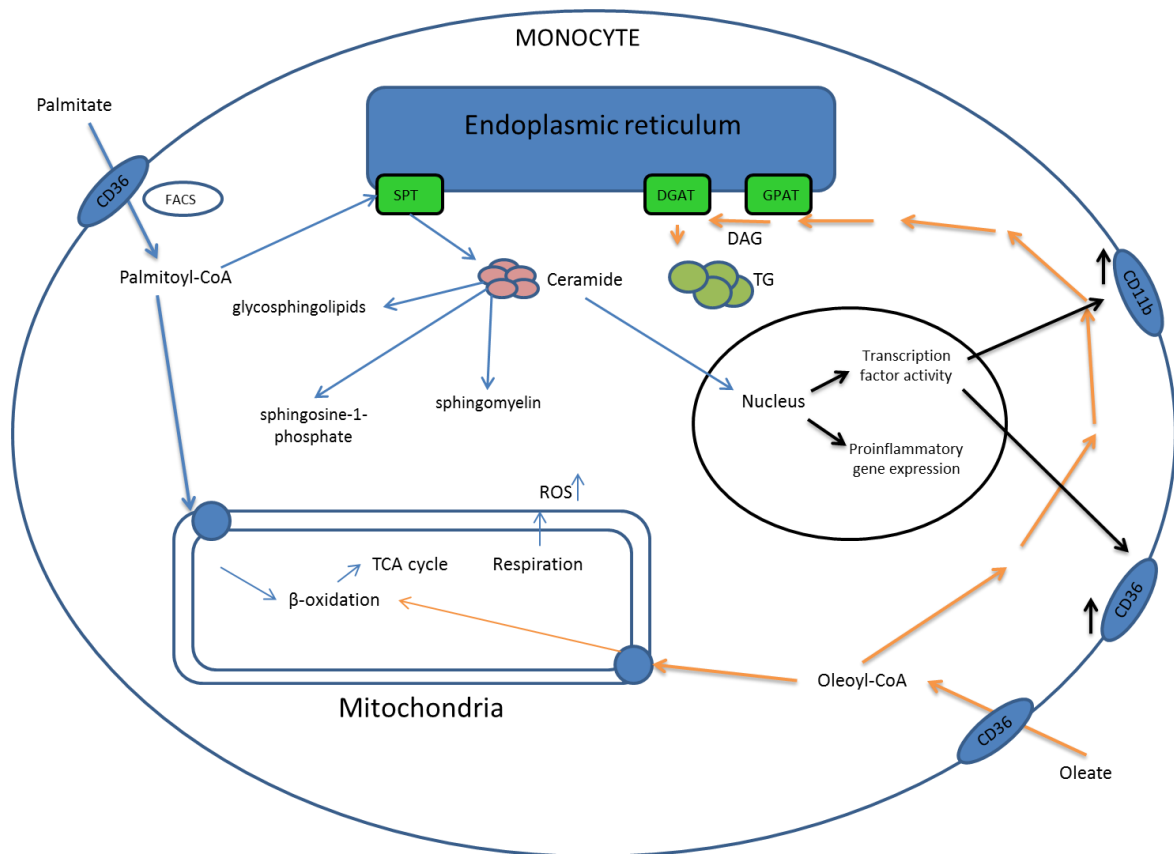 MONOCYTE
Palmitate
Endoplasmic reticulum
CD36
FACS
SPT
DGAT
GPAT
DAG
Palmitoyl-CoA
Ceramide
TG
CD11b
glycosphingolipids
Transcription
factor activity
Nucleus
sphingomyelin
sphingosine-1-
phosphate
Proinflammatory
gene expression
ROS
TCA cycle
Respiration
β-oxidation
CD36
Oleoyl-CoA
Mitochondria
CD36
Oleate